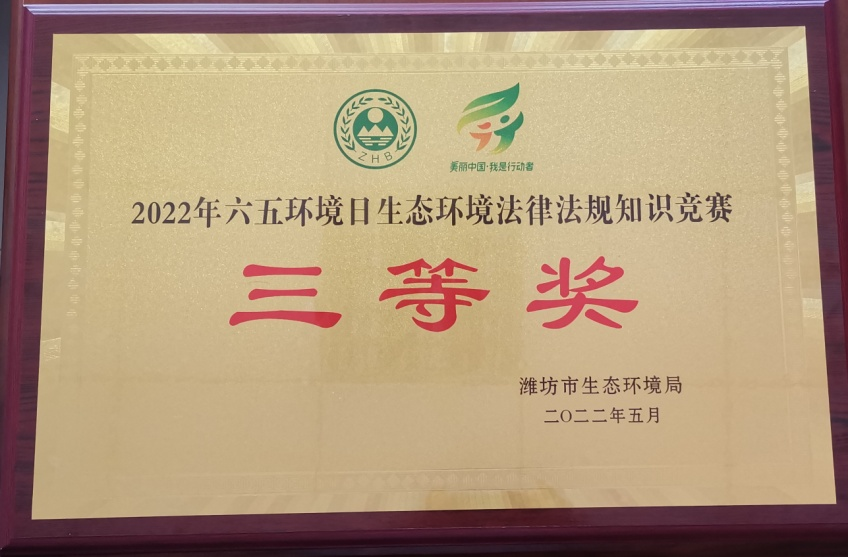 ZHB
美丽中国·我是行动者
2022年六五环境日生态环境法律法规知识竞赛
三等奖
潍坊市生态环境局
二〇二二年五月